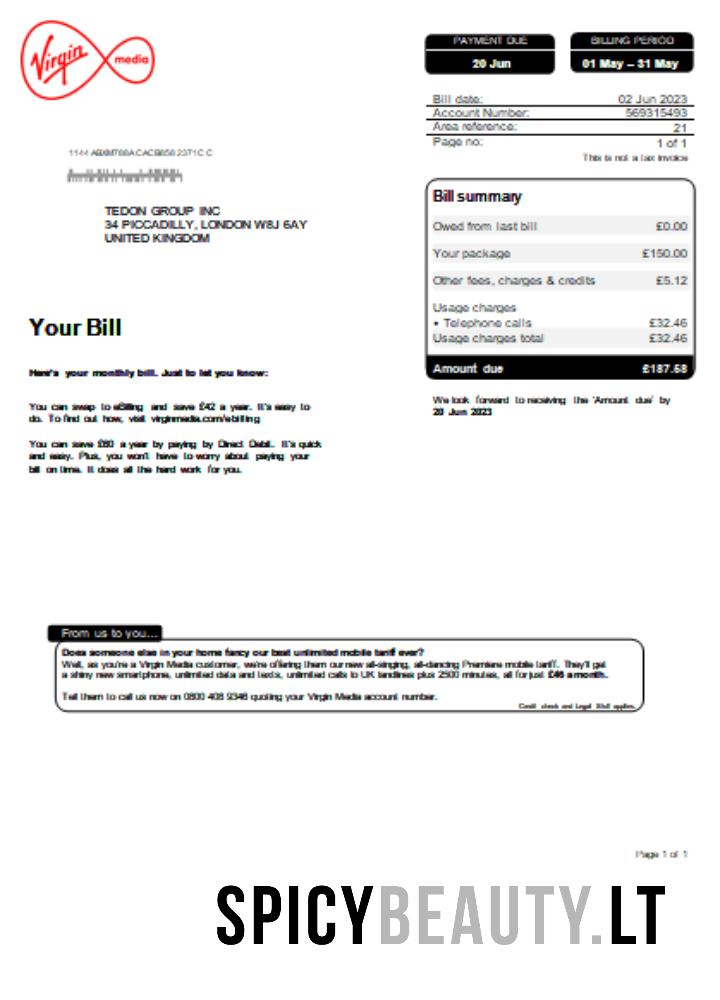 Virgin media
PAYMENT DUE
20 Jun
BILLING PERIOD
01 May – 31 May
Bill date: 02 Jun 2023
Account Number: 569315493
Area reference: 21
Page no: 1 of 1
This is not a tax invoice
TEDON GROUP INC
34 PICCADILLY, LONDON W8J 6AY
UNITED KINGDOM
Bill summary
Owed from last bill £0.00
Your package £150.00
Other fees, charges & credits £5.12
Usage charges
• Telephone calls £32.46
Usage charges total £32.46
Amount due £187.58
We look forward to receiving the 'Amount due' by
20 Jun 2023
Your Bill
Here's your monthly bill. Just to let you know:
You can swap to eBilling and save £42 a year. It's easy to
do. To find out how, visit virginmedia.com/ebilling
You can save £60 a year by paying by Direct Debit. It's quick
and easy. Plus, you won't have to worry about paying your
bill on time. It does all the hard work for you.
From us to you...
Does someone else in your home fancy our best unlimited mobile tariff ever?
Well, as you're a Virgin Media customer, we're offering them our new all-singing, all-dancing Premiere mobile tariff. They'll get
a shiny new smartphone, unlimited data and texts, unlimited calls to UK landlines plus 2500 minutes, all for just £46 a month.
Tell them to call us now on 0800 408 9346 quoting your Virgin Media account number.
Credit check and Legal Stuff applies.
Page 1 of 1
SPICYBEAUTY.LT